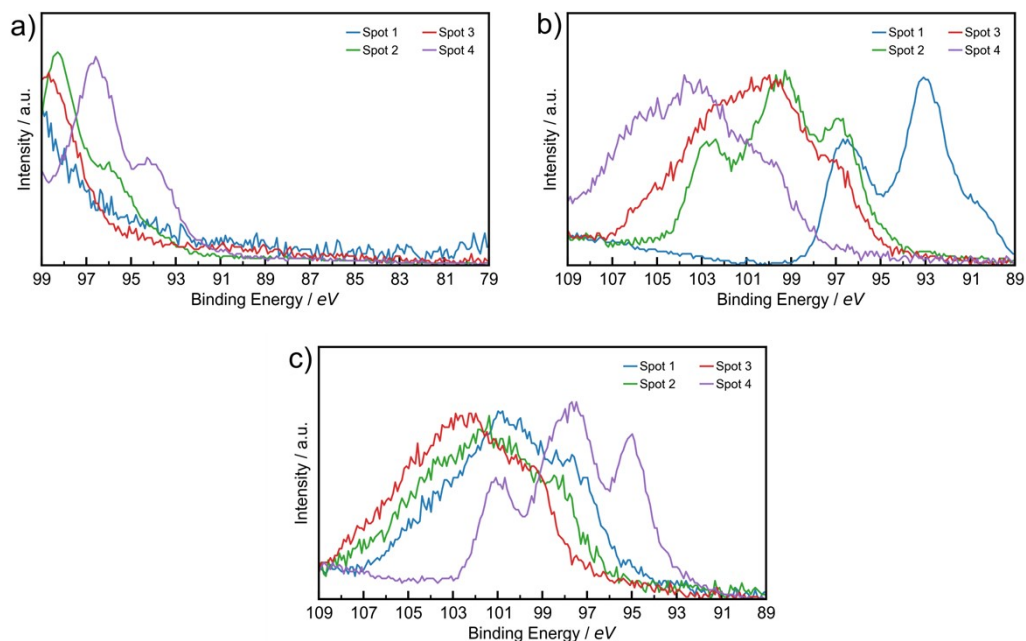 a)
Spot 1 Spot 3
Spot 2 Spot 4
Intensity / a.u.
99 97 95 93 91 89 87 85 83 81 79
Binding Energy / eV
b)
Spot 1 Spot 3
Spot 2 Spot 4
Intensity / a.u.
109 107 105 103 101 99 97 95 93 91 89
Binding Energy / eV
c)
Spot 1 Spot 3
Spot 2 Spot 4
Intensity / a.u.
109 107 105 103 101 99 97 95 93 91 89
Binding Energy / eV